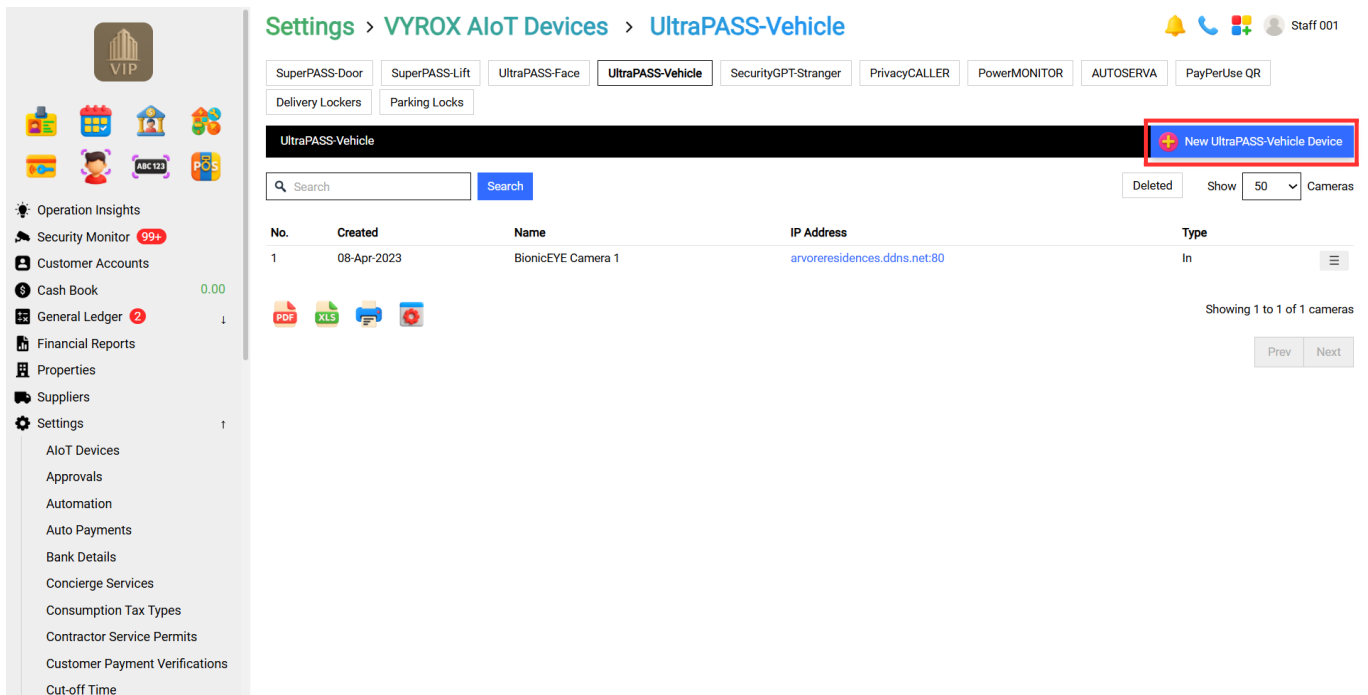 VIP
ABC 123
POS
Operation Insights
Security Monitor 99+
Customer Accounts
Cash Book 0.00
General Ledger 2 ↓
Financial Reports
Properties
Suppliers
Settings ↑
AIoT Devices
Approvals
Automation
Auto Payments
Bank Details
Concierge Services
Consumption Tax Types
Contractor Service Permits
Customer Payment Verifications
Cut-off Time
Settings › VYROX AIoT Devices › UltraPASS-Vehicle
Staff 001
SuperPASS-Door SuperPASS-Lift UltraPASS-Face UltraPASS-Vehicle SecurityGPT-Stranger PrivacyCALLER PowerMONITOR AUTOSERVA PayPerUse QR
Delivery Lockers Parking Locks
UltraPASS-Vehicle New UltraPASS-Vehicle Device
Search Search Deleted Show 50 Cameras
No. Created Name IP Address Type
1 08-Apr-2023 BionicEYE Camera 1 arvoreresidences.ddns.net:80 In
PDF XLS
Showing 1 to 1 of 1 cameras
Prev Next